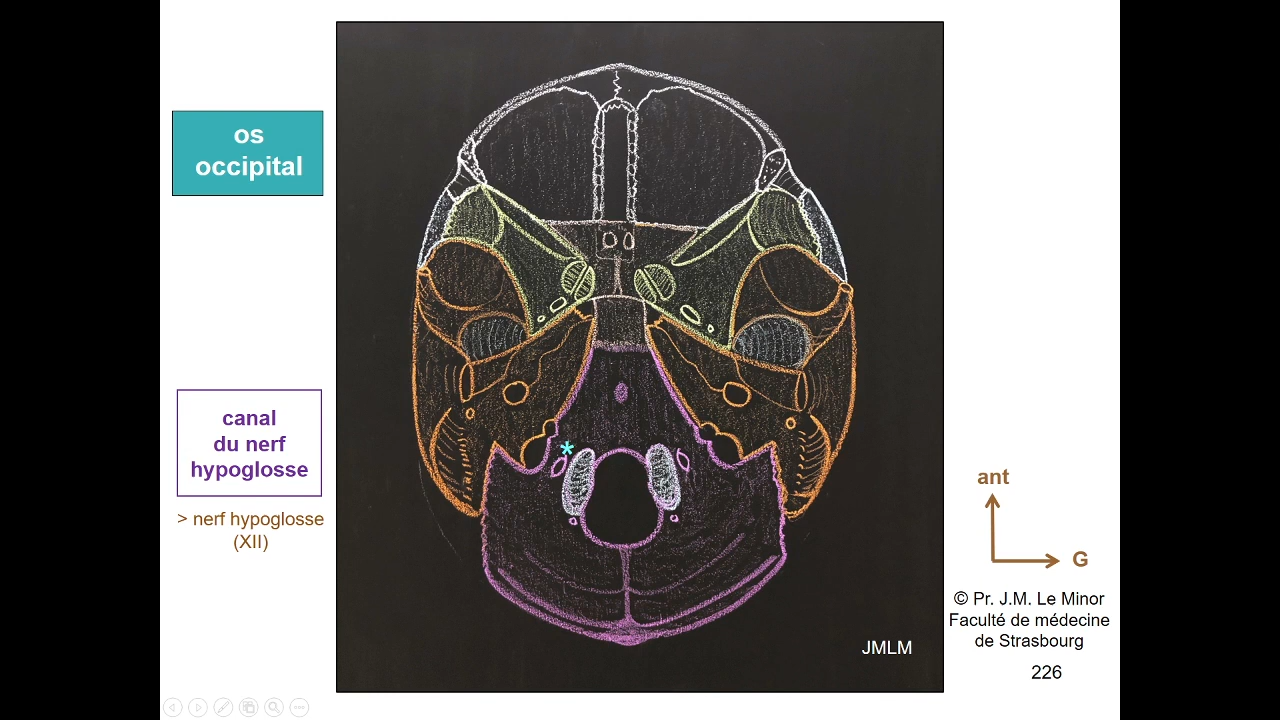 os
occipital
canal
du nerf
hypoglosse
> nerf hypoglosse
(XII)
*
ant
G
© Pr. J.M. Le Minor
Faculté de médecine
de Strasbourg
226
JMLM